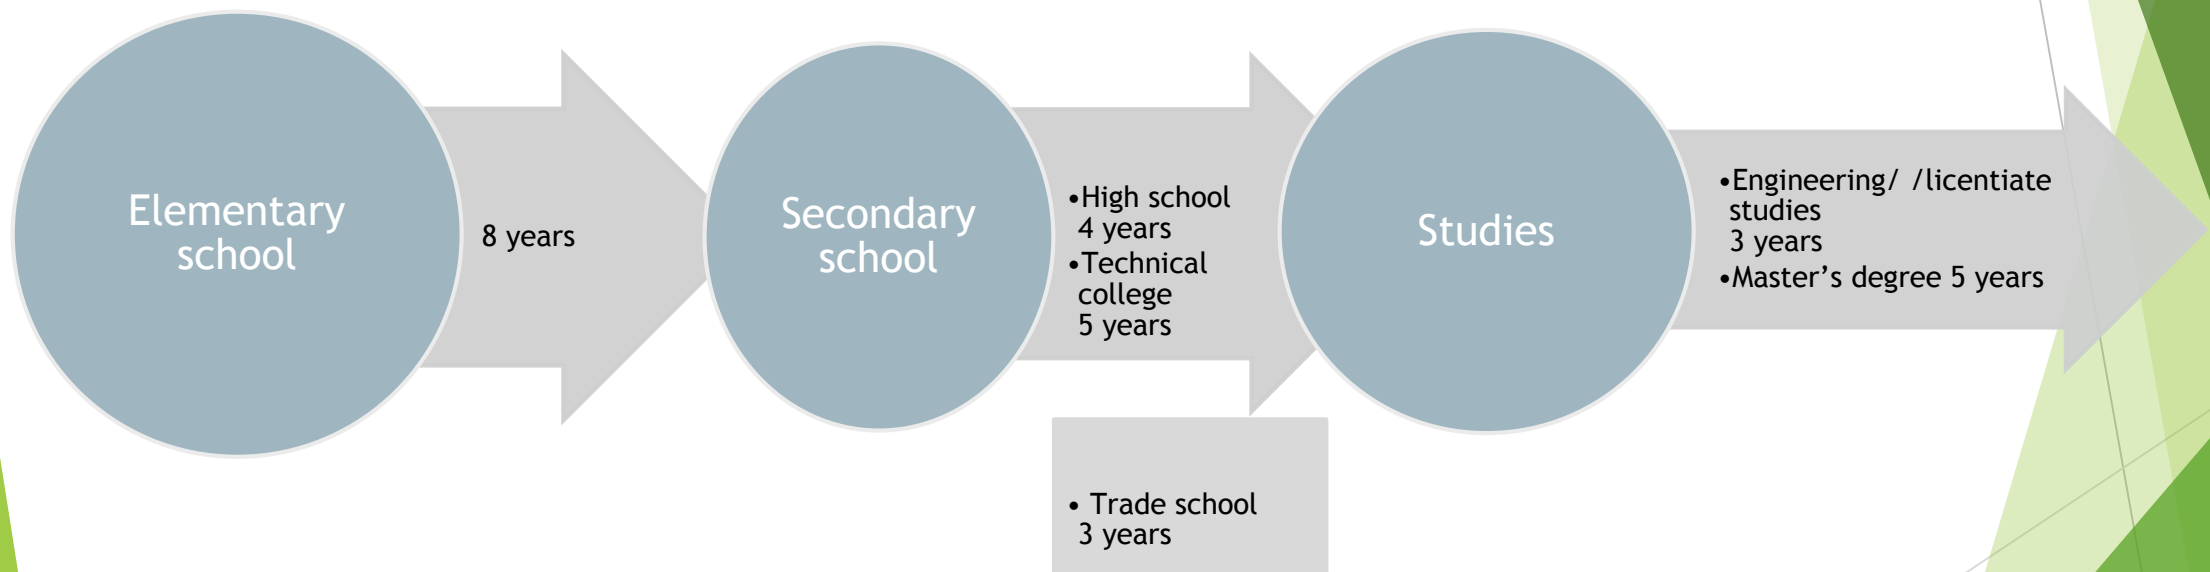 Elementary
school
8 years
Secondary
school
•High school
4 years
•Technical
college
5 years
• Trade school
3 years
Studies
•Engineering/ /licentiate
studies
3 years
•Master’s degree 5 years